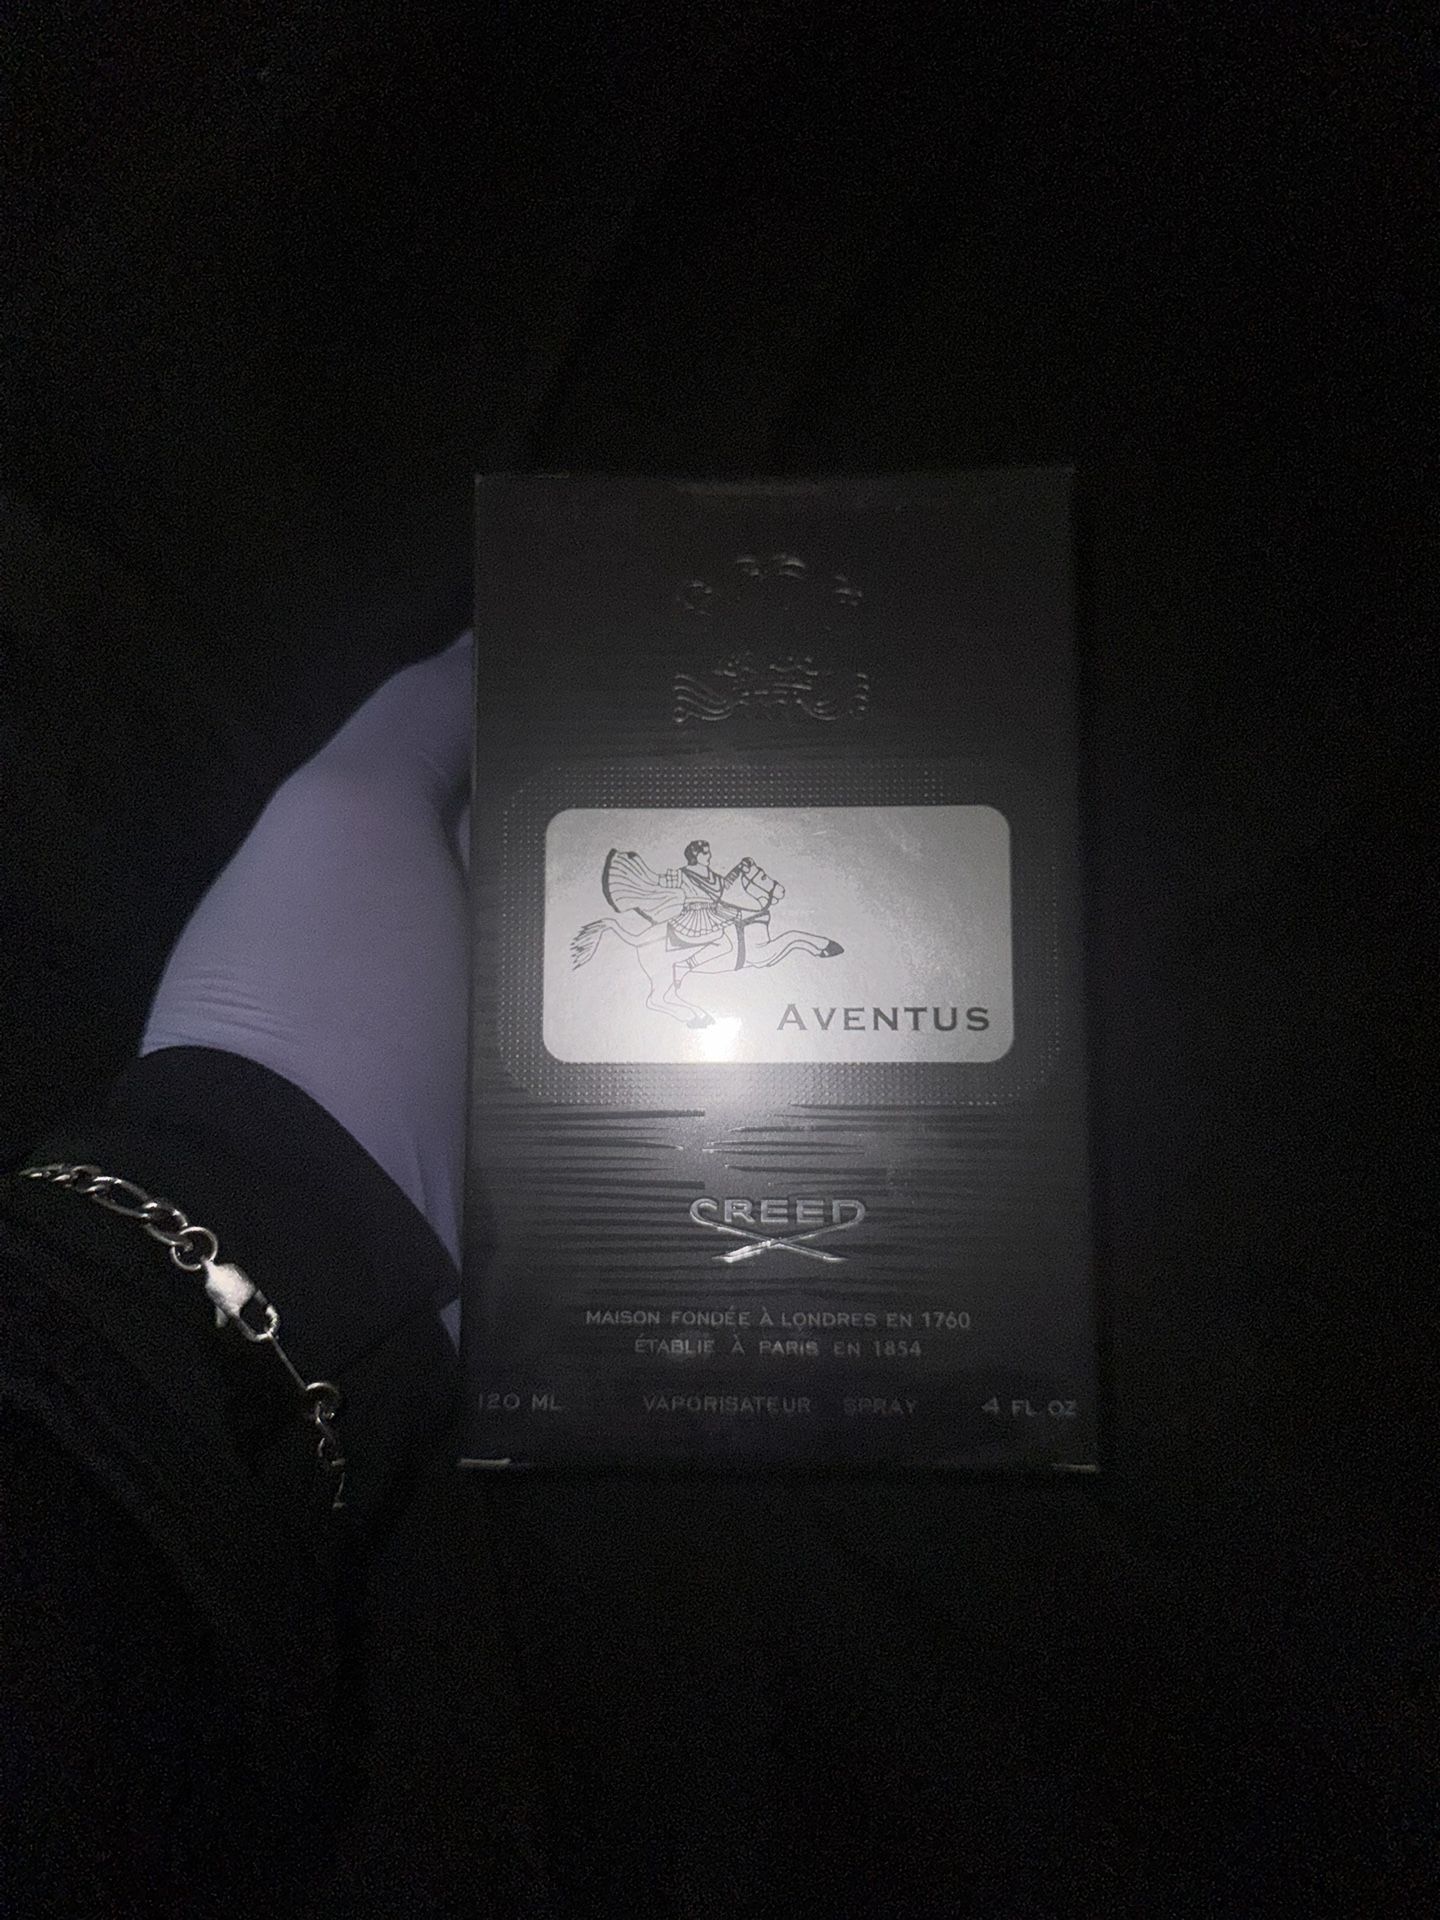 AVENTUS
CREED
MAISON FONDÉE À LONDRES EN 1760
ÉTABLIE À PARIS EN 1854
120 ML VAPORISATEUR SPRAY 4 FL. OZ